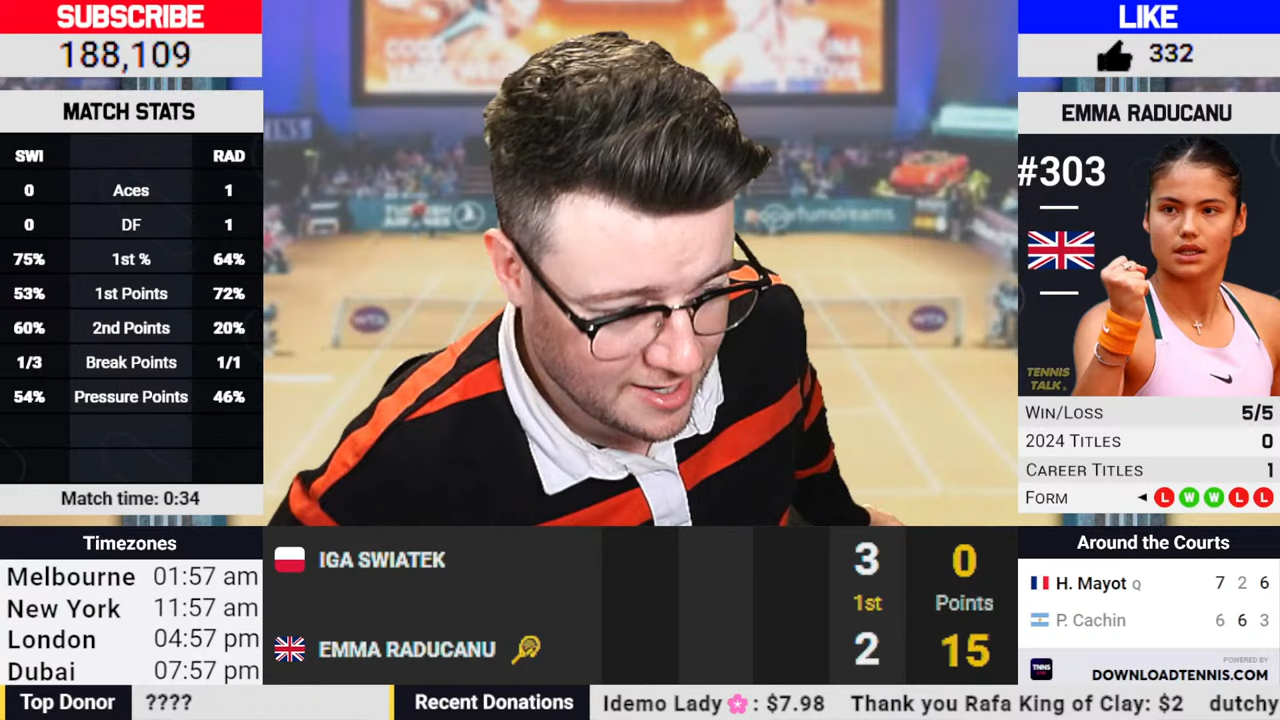 SUBSCRIBE
188,109
MATCH STATS
SWI RAD
0 Aces 1
0 DF 1
75% 1st % 64%
53% 1st Points 72%
60% 2nd Points 20%
1/3 Break Points 1/1
54% Pressure Points 46%
Match time: 0:34
Timezones
Melbourne 01:57 am
New York 11:57 am
London 04:57 pm
Dubai 07:57 pm
IGA SWIATEK 3 0
1st Points
EMMA RADUCANU 2 15
LIKE
332
EMMA RADUCANU
#303
TENNIS
TALK
WIN/LOSS 5/5
2024 TITLES 0
CAREER TITLES 1
FORM L W W L L
Around the Courts
H. Mayot Q 7 2 6
P. Cachin 6 6 3
POWERED BY
TNNS
DOWNLOADTENNIS.COM
Top Donor ????
Recent Donations Idemo Lady🌸: $7.98 Thank you Rafa King of Clay: $2 dutchy